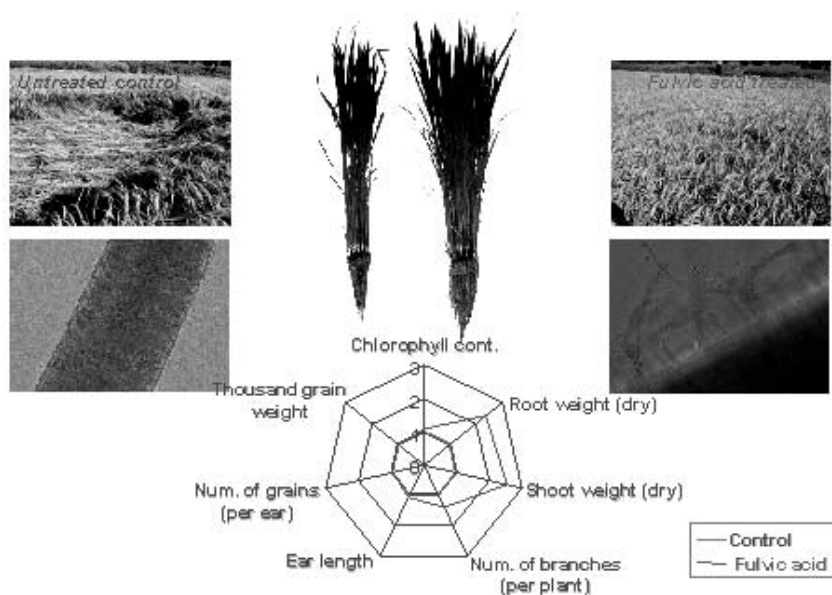 Untreated control
Fulvic acid treated
Chlorophyll cont.
3
2
1
0
Thousand grain
weight
Root weight (dry)
Num. of grains
(per ear)
Shoot weight (dry)
Ear length
Num. of branches
(per plant)
Control
Fulvic acid